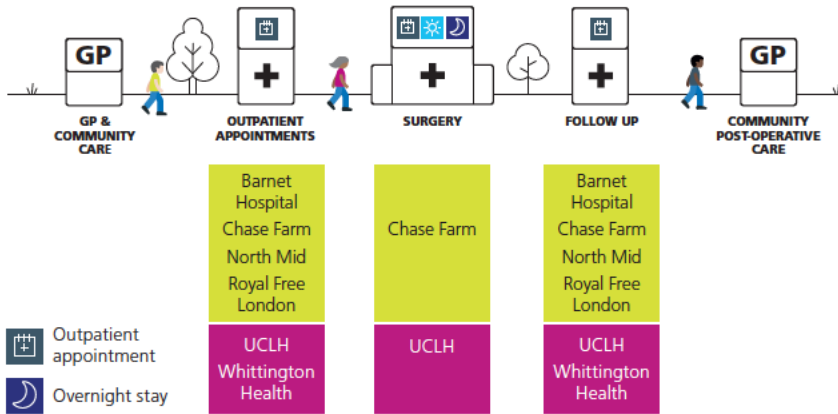 GP
GP
GP &
COMMUNITY
CARE
OUTPATIENT
APPOINTMENTS
SURGERY
FOLLOW UP
COMMUNITY
POST-OPERATIVE
CARE
Barnet
Hospital
Chase Farm
North Mid
Royal Free
London
UCLH
Whittington
Health
Chase Farm
UCLH
Barnet
Hospital
Chase Farm
North Mid
Royal Free
London
UCLH
Whittington
Health
Outpatient
appointment
Overnight stay